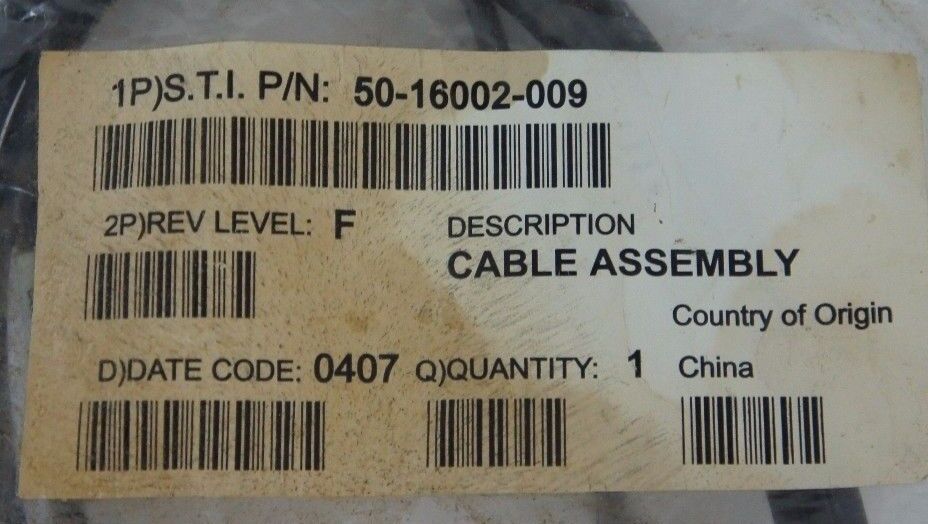 1P)S.T.I. P/N: 50-16002-009
2P)REV LEVEL: F
DESCRIPTION
CABLE ASSEMBLY
Country of Origin
D)DATE CODE: 0407 Q)QUANTITY: 1 China